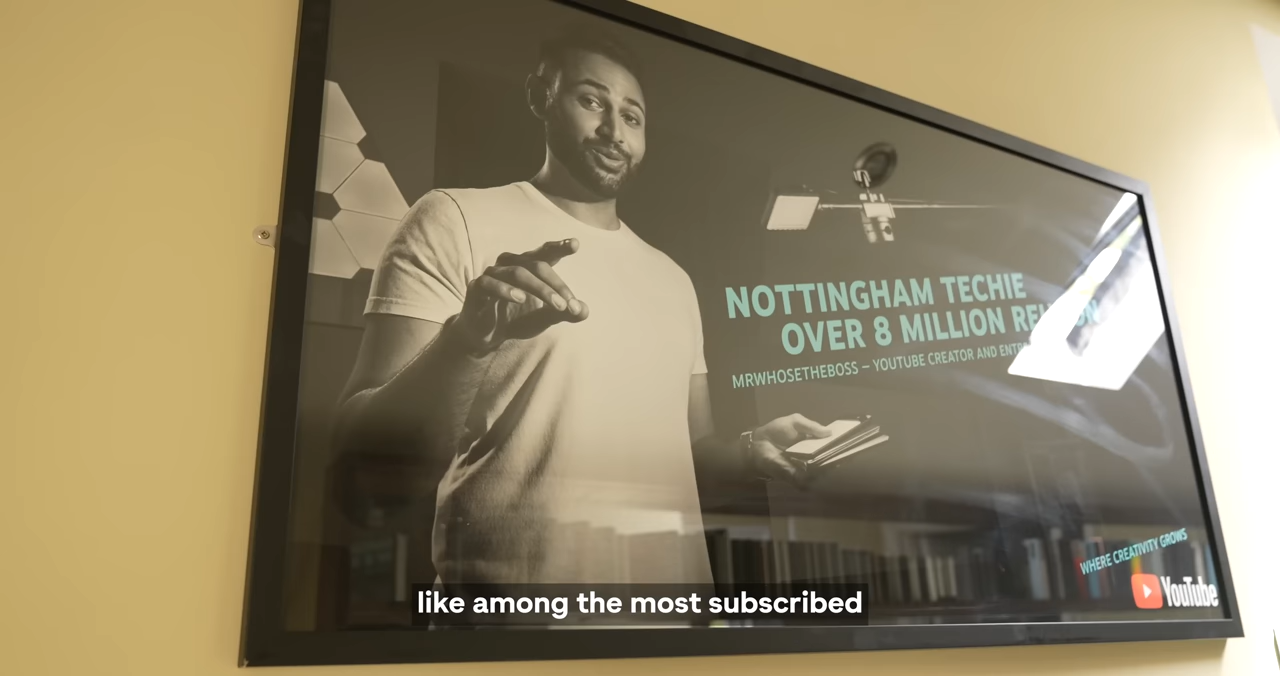 NOTTINGHAM TECHIE
OVER 8 MILLION
MRWHOSETHEBOSS – YOUTUBE CREATOR AND
WHERE CREATIVITY GROWS
YouTube
like among the most subscribed